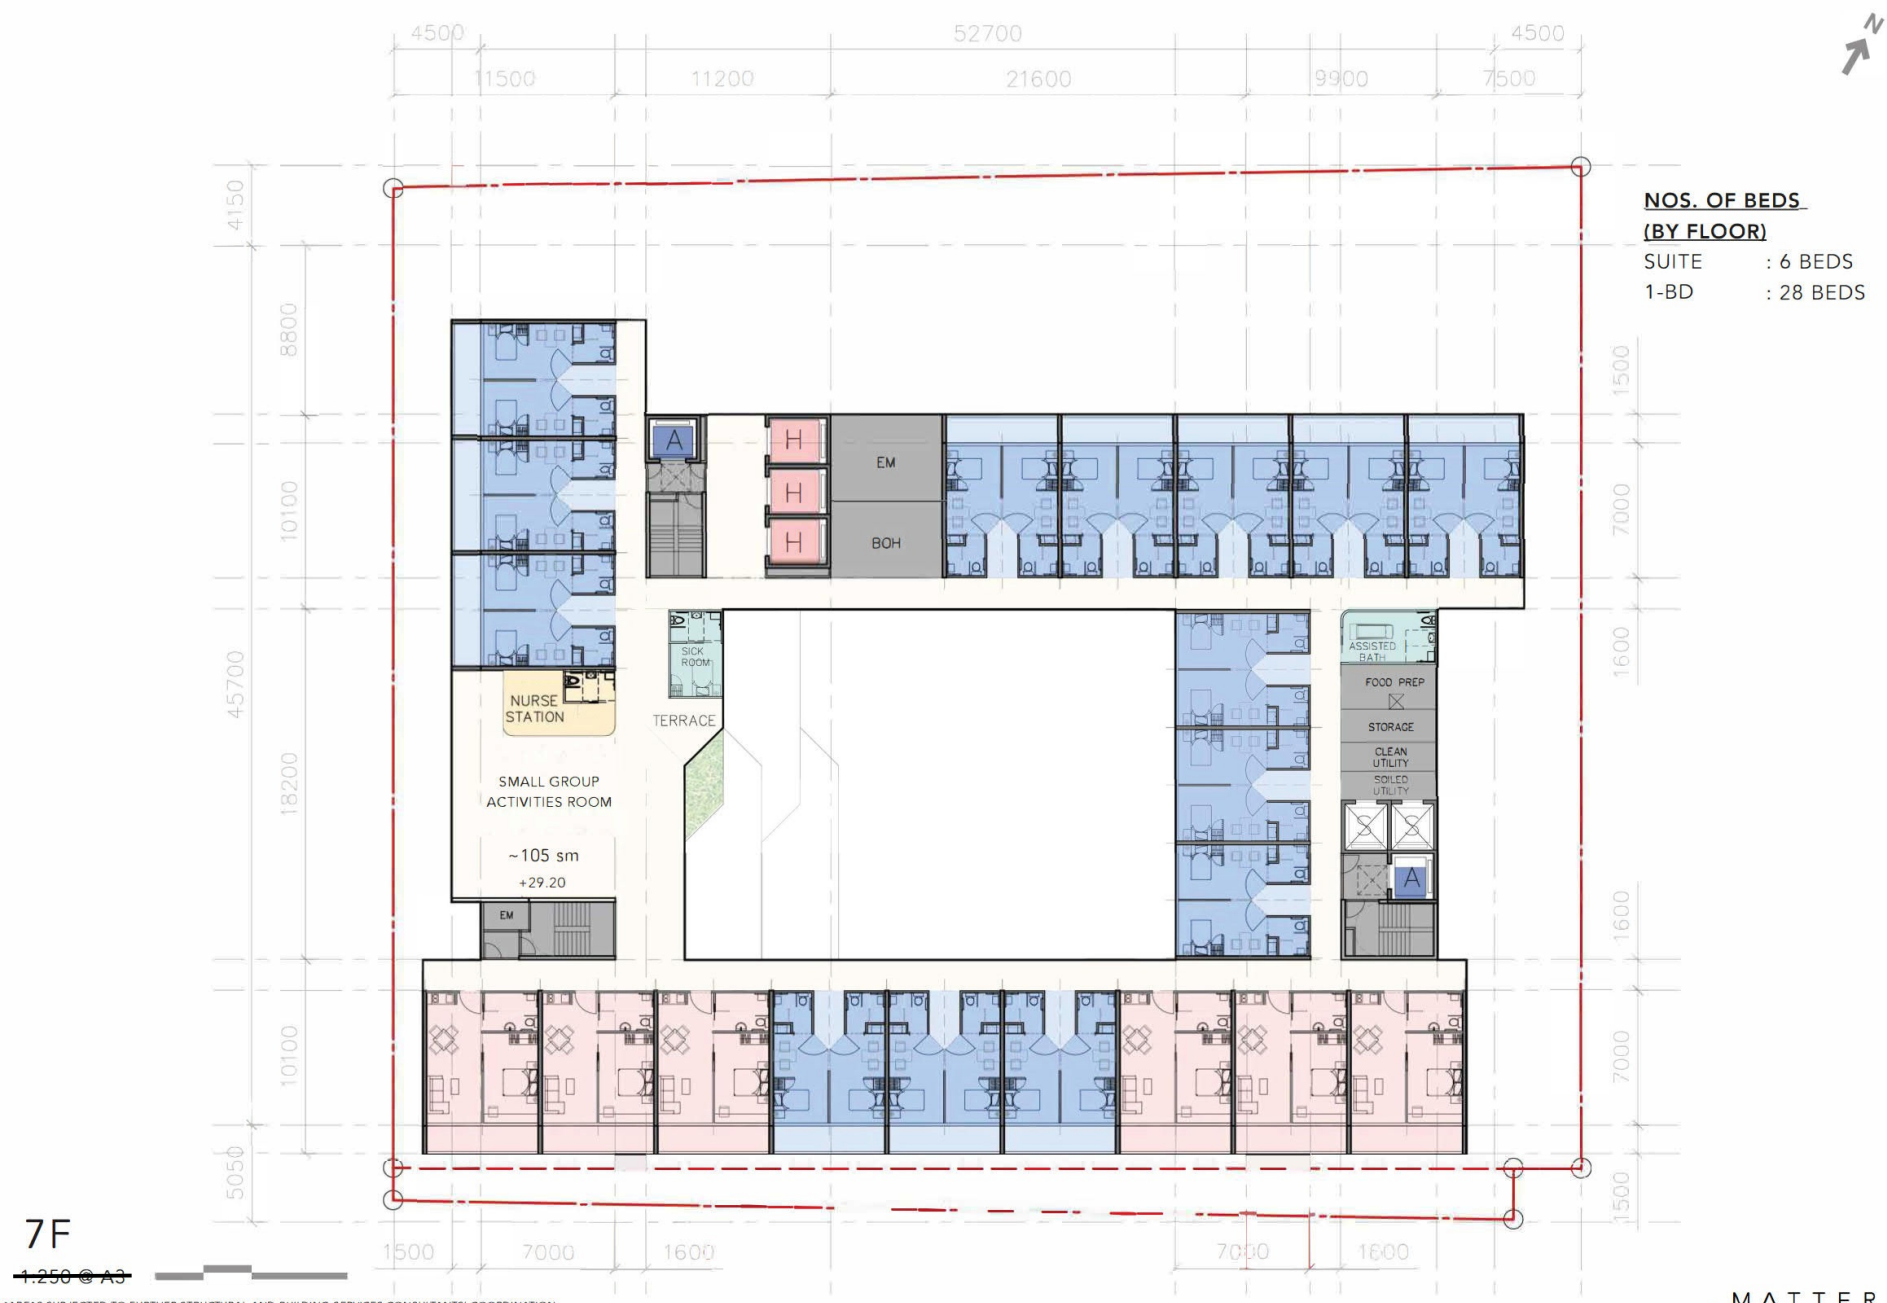 4500
52700
4500
11500
11200
21600
9900
7500
N
4150
45700
5050
8800
10100
18200
10100
NOS. OF BEDS
(BY FLOOR)
SUITE : 6 BEDS
1-BD : 28 BEDS
1500
7000
1600
1600
7000
1500
A
H
H
H
EM
BOH
SICK
ROOM
NURSE
STATION
TERRACE
SMALL GROUP
ACTIVITIES ROOM
~105 sm
+29.20
EM
ASSISTED
BATH
FOOD PREP
STORAGE
CLEAN
UTILITY
SOILED
UTILITY
S
S
A
1500
7000
1600
7000
1600
7F
1:250 @ A3
MATTER